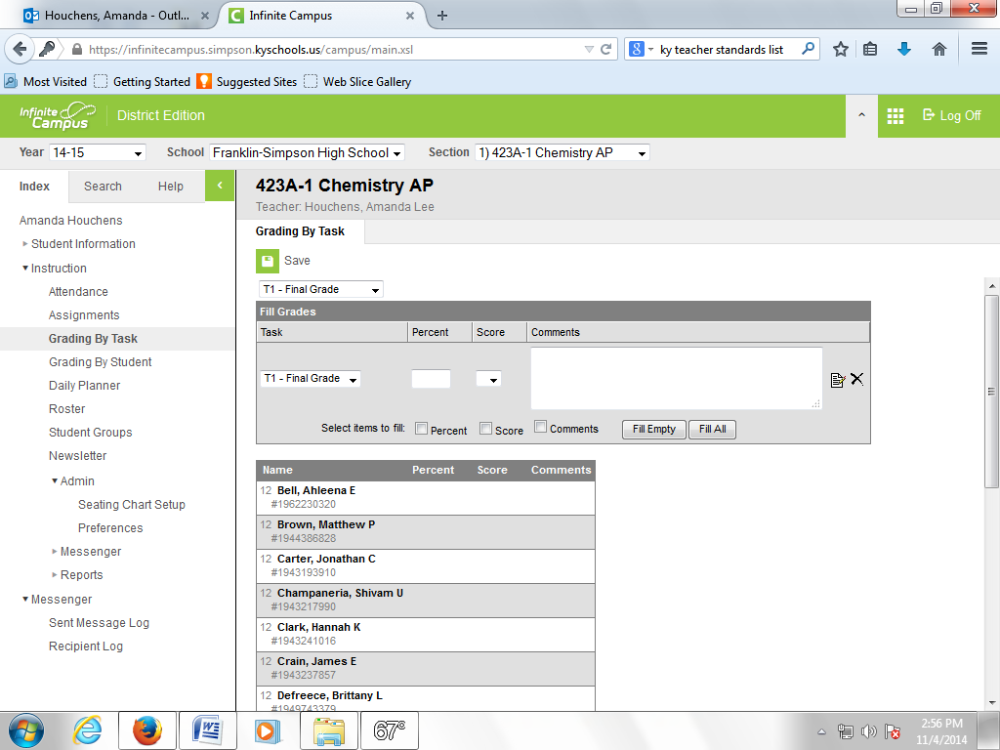 Houchens, Amanda - Outl...
Infinite Campus
https://infinitecampus.simpson.kyschools.us/campus/main.xsl
ky teacher standards list
Most Visited
Getting Started
Suggested Sites
Web Slice Gallery
Infinite Campus
District Edition
Log Off
Year 14-15
School Franklin-Simpson High School
Section 1) 423A-1 Chemistry AP
Index
Search
Help
423A-1 Chemistry AP
Teacher: Houchens, Amanda Lee
Amanda Houchens
Student Information
Instruction
Attendance
Assignments
Grading By Task
Grading By Student
Daily Planner
Roster
Student Groups
Newsletter
Admin
Seating Chart Setup
Preferences
Messenger
Reports
Messenger
Sent Message Log
Recipient Log
Grading By Task
Save
T1 - Final Grade
Fill Grades
Task Percent Score Comments
T1 - Final Grade
Select items to fill: Percent Score Comments Fill Empty Fill All
Name Percent Score Comments
12 Bell, Ahleena E
#1962230320
12 Brown, Matthew P
#1944386828
12 Carter, Jonathan C
#1943193910
12 Champaneria, Shivam U
#1943217990
12 Clark, Hannah K
#1943241016
12 Crain, James E
#1943237857
12 Defreece, Brittany L
#1949743379
67°
2:56 PM
11/4/2014